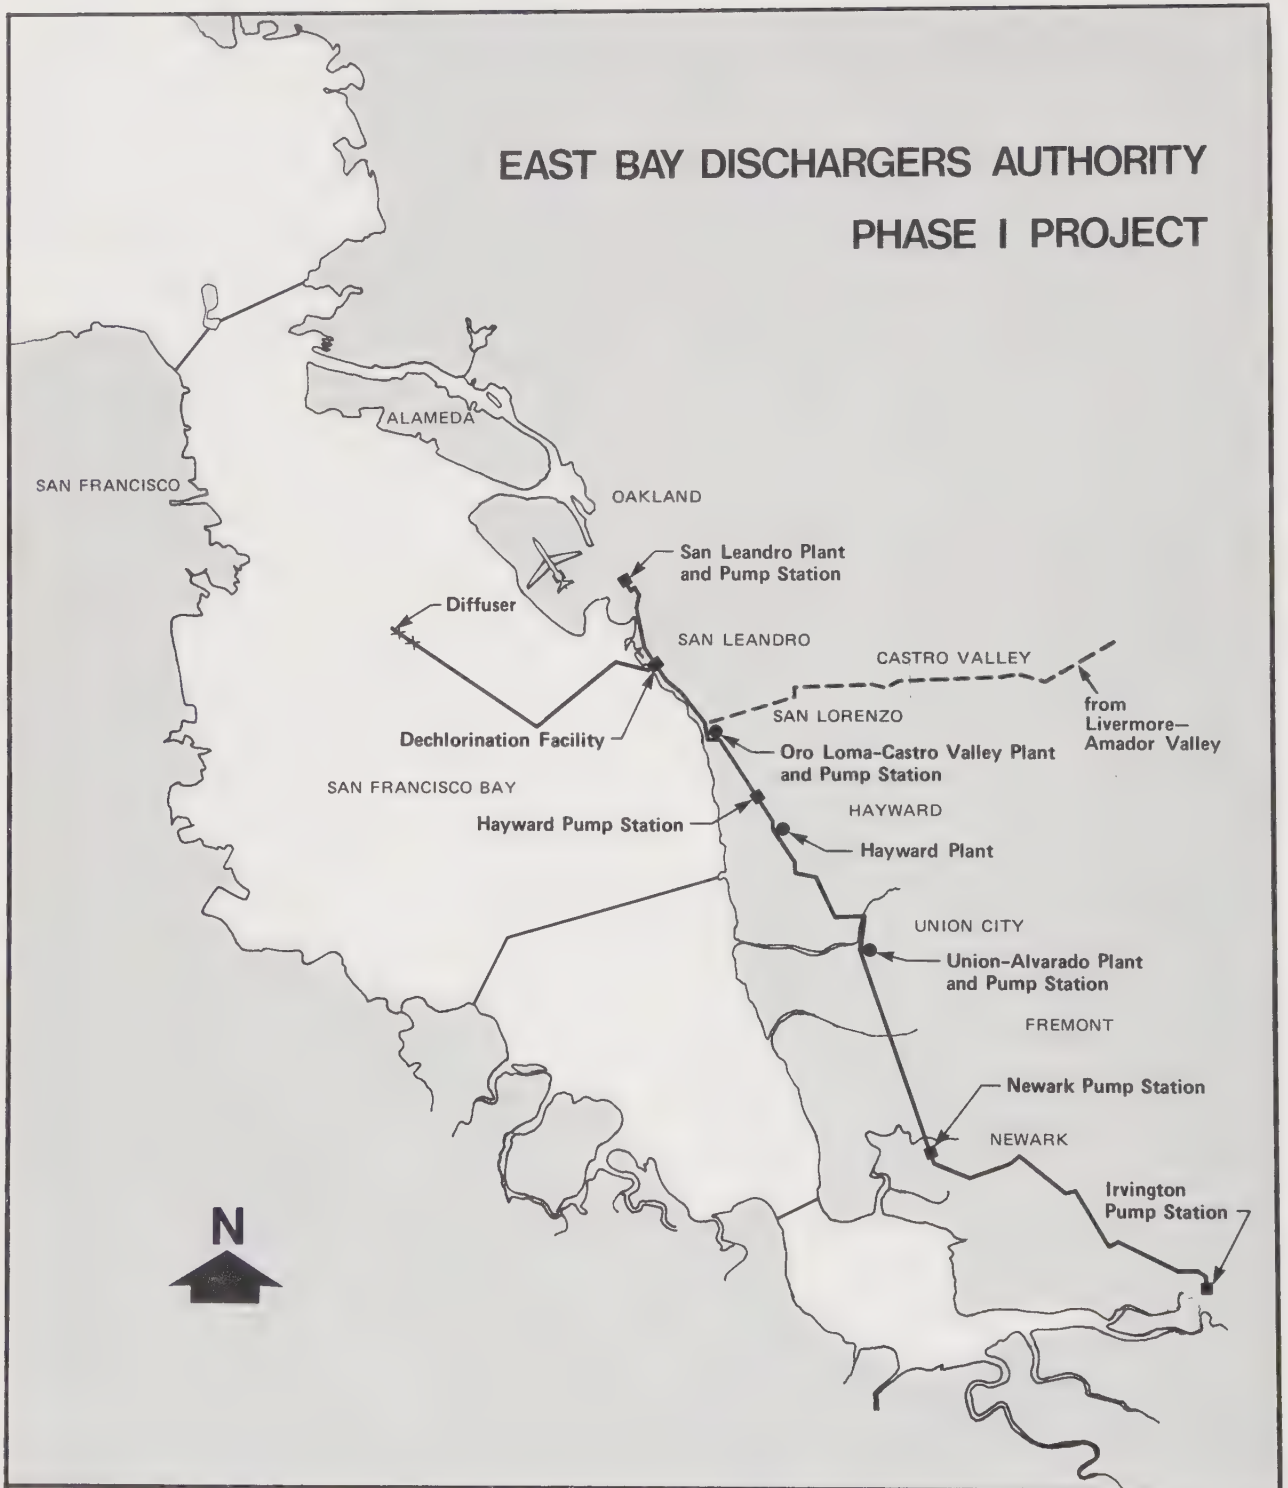 EAST BAY DISCHARGERS AUTHORITY
PHASE I PROJECT
ALAMEDA
SAN FRANCISCO
OAKLAND
San Leandro Plant
and Pump Station
Diffuser
SAN LEANDRO
CASTRO VALLEY
from
Livermore—
Amador Valley
SAN LORENZO
Dechlorination Facility
Oro Loma-Castro Valley Plant
and Pump Station
SAN FRANCISCO BAY
HAYWARD
Hayward Pump Station
Hayward Plant
UNION CITY
Union-Alvarado Plant
and Pump Station
FREMONT
Newark Pump Station
NEWARK
Irvington
Pump Station
N